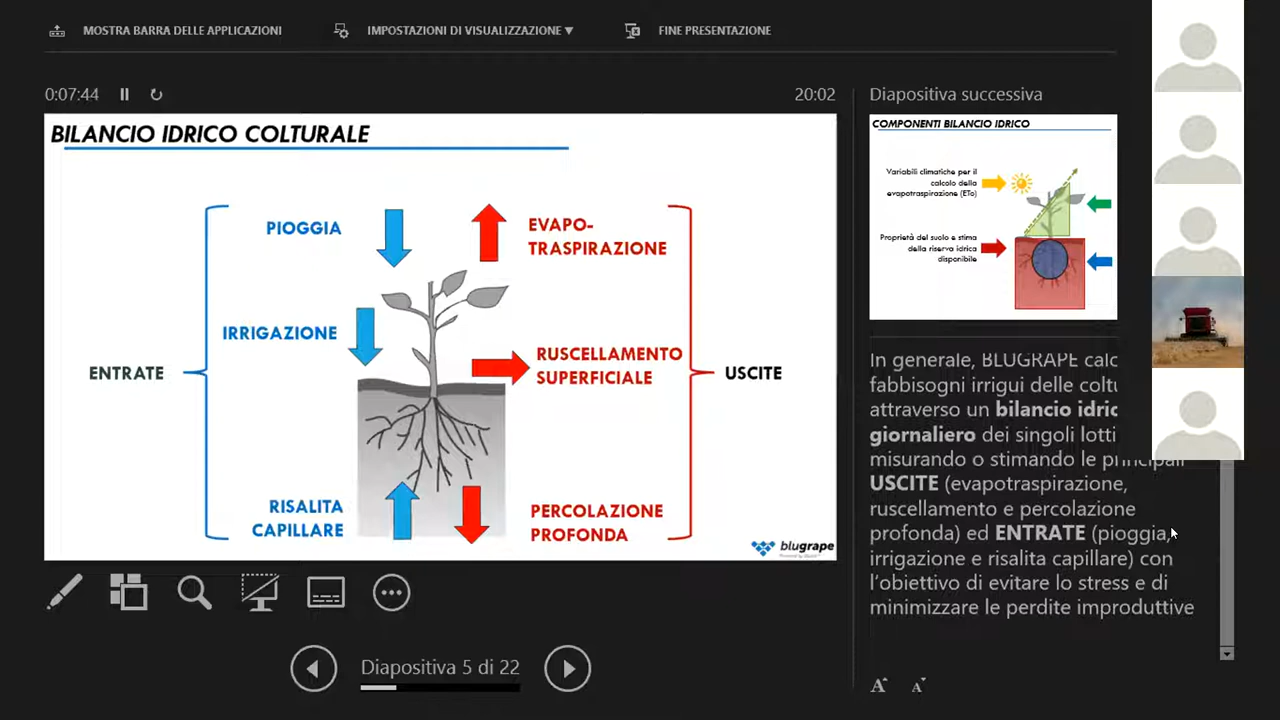 MOSTRA BARRA DELLE APPLICAZIONI
IMPOSTAZIONI DI VISUALIZZAZIONE ▼
FINE PRESENTAZIONE
0:07:44
20:02
BILANCIO IDRICO COLTURALE
PIOGGIA
EVAPO-
TRASPIRAZIONE
IRRIGAZIONE
RUSCELLAMENTO
SUPERFICIALE
ENTRATE
USCITE
RISALITA
CAPILLARE
PERCOLAZIONE
PROFONDA
blugrape
Diapositiva 5 di 22
Diapositiva successiva
COMPONENTI BILANCIO IDRICO
Variabili climatiche per il
calcolo della
evapotraspirazione (ETo)
Proprietà del suolo e stima
della riserva idrica
disponibile
In generale, BLUGRAPE calc
fabbisogni irrigui delle coltu
attraverso un bilancio idric
giornaliero dei singoli lotti
misurando o stimando le principali
USCITE (evapotraspirazione,
ruscellamento e percolazione
profonda) ed ENTRATE (pioggia,
irrigazione e risalita capillare) con
l'obiettivo di evitare lo stress e di
minimizzare le perdite improduttive
A A